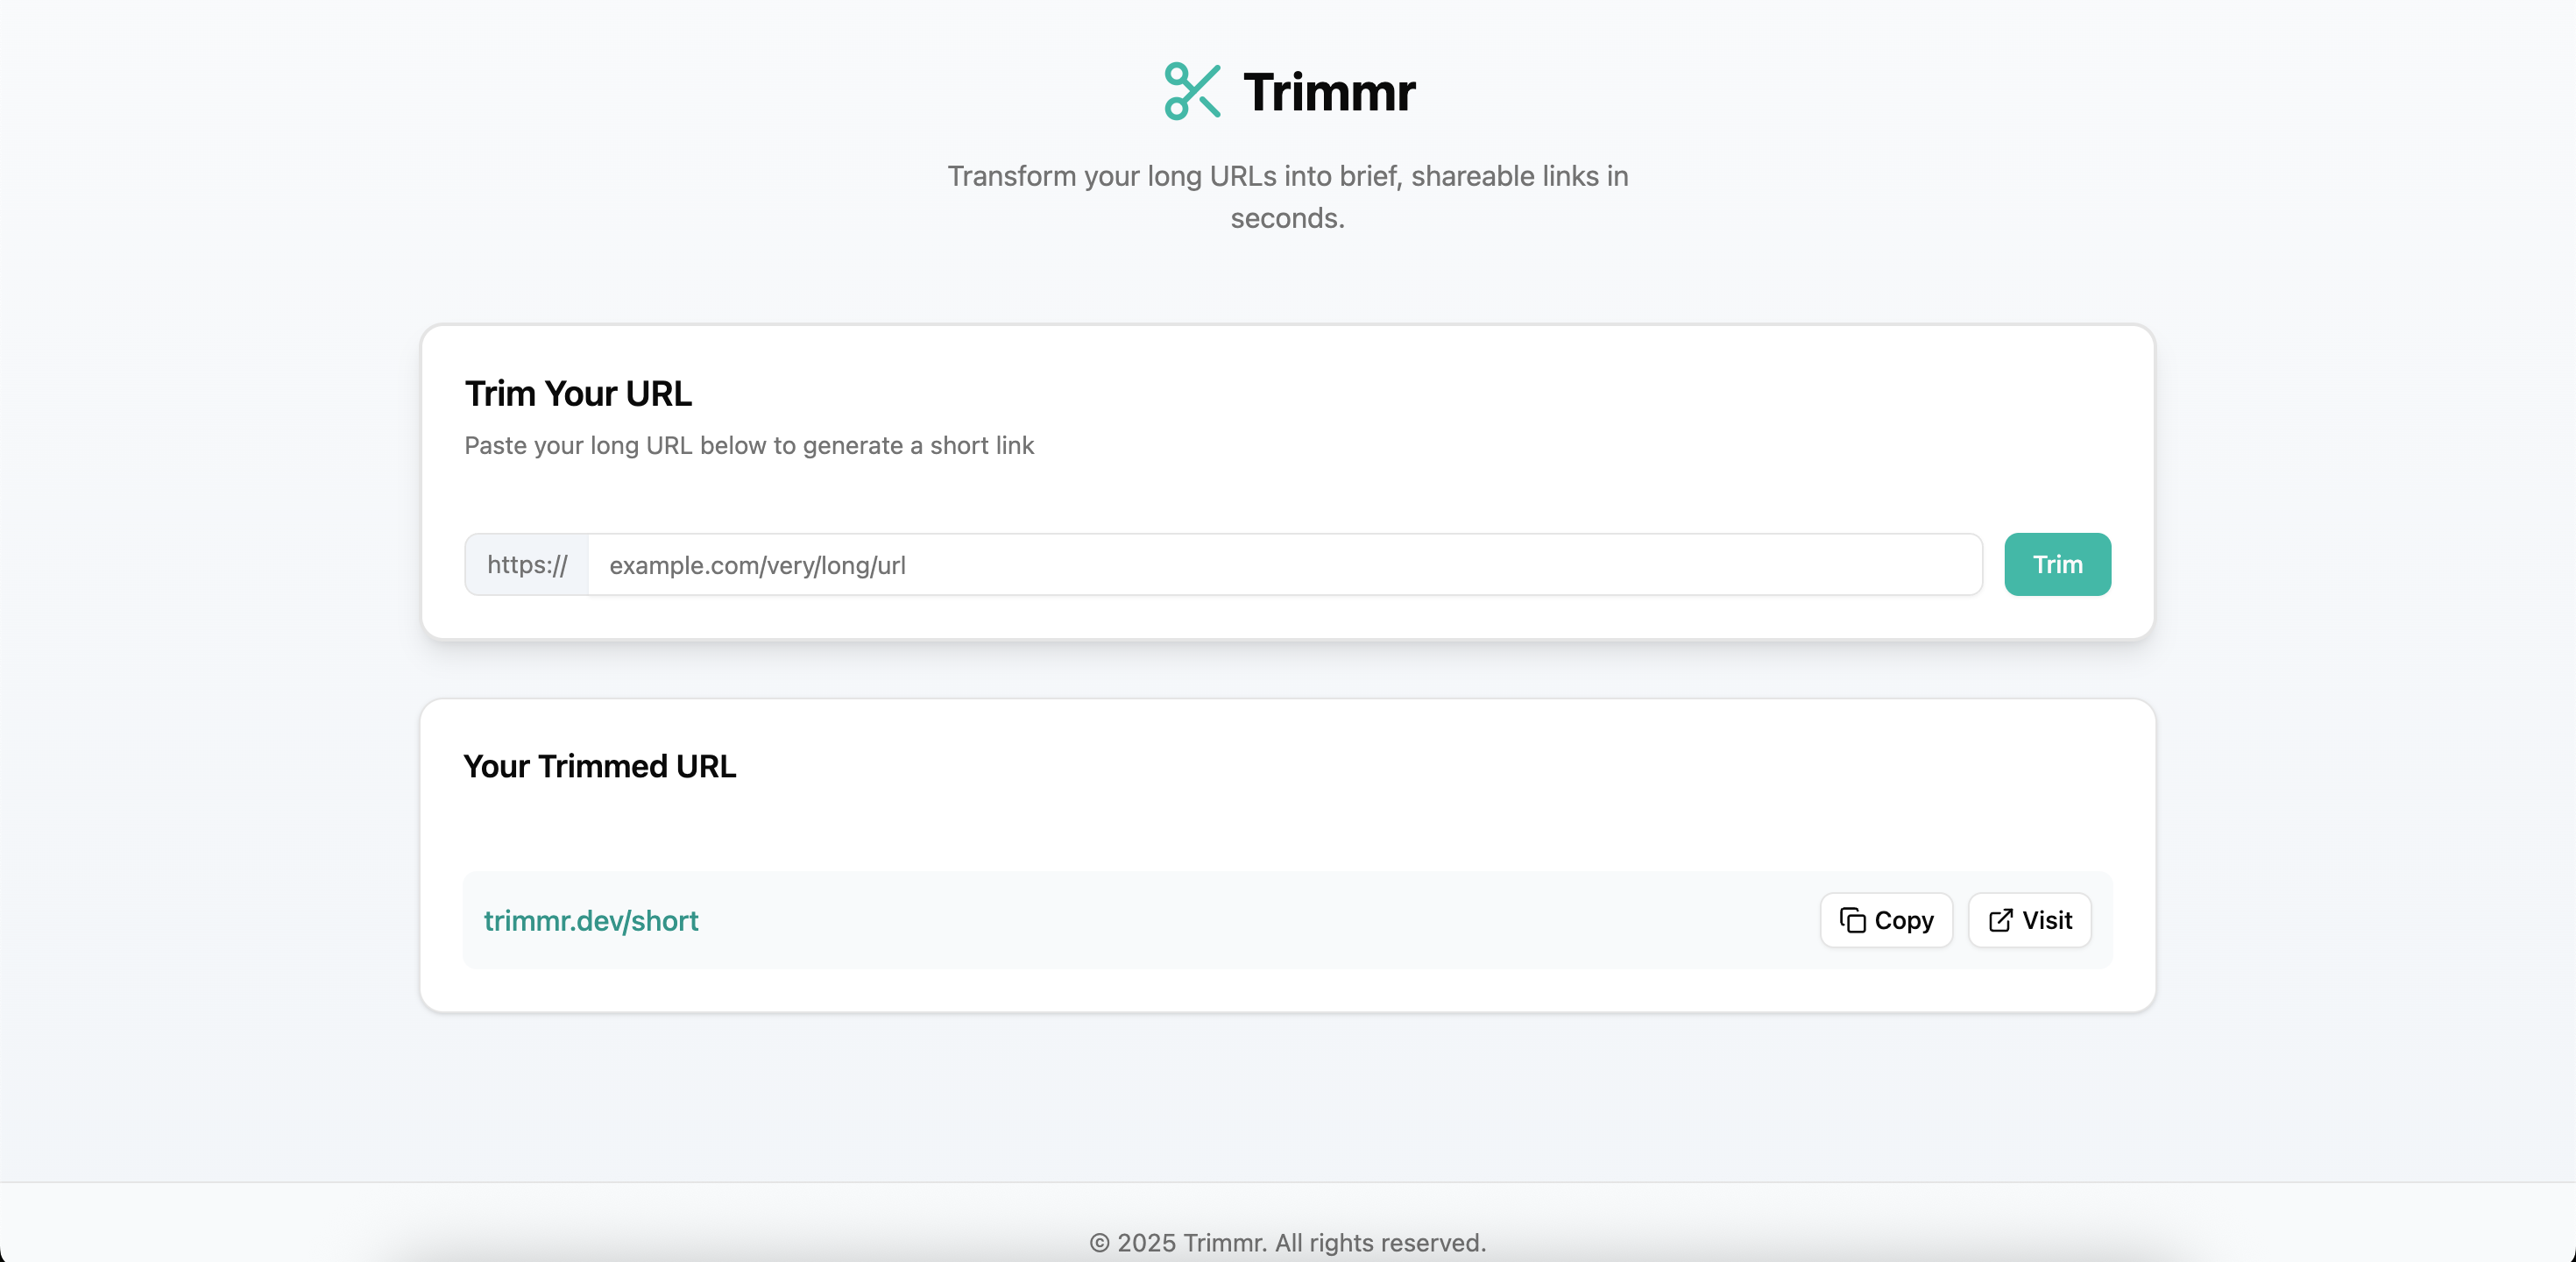 Trimmr
Transform your long URLs into brief, shareable links in
seconds.
Trim Your URL
Paste your long URL below to generate a short link
https://
example.com/very/long/url
Trim
Your Trimmed URL
trimmr.dev/short
Copy
Visit
© 2025 Trimmr. All rights reserved.